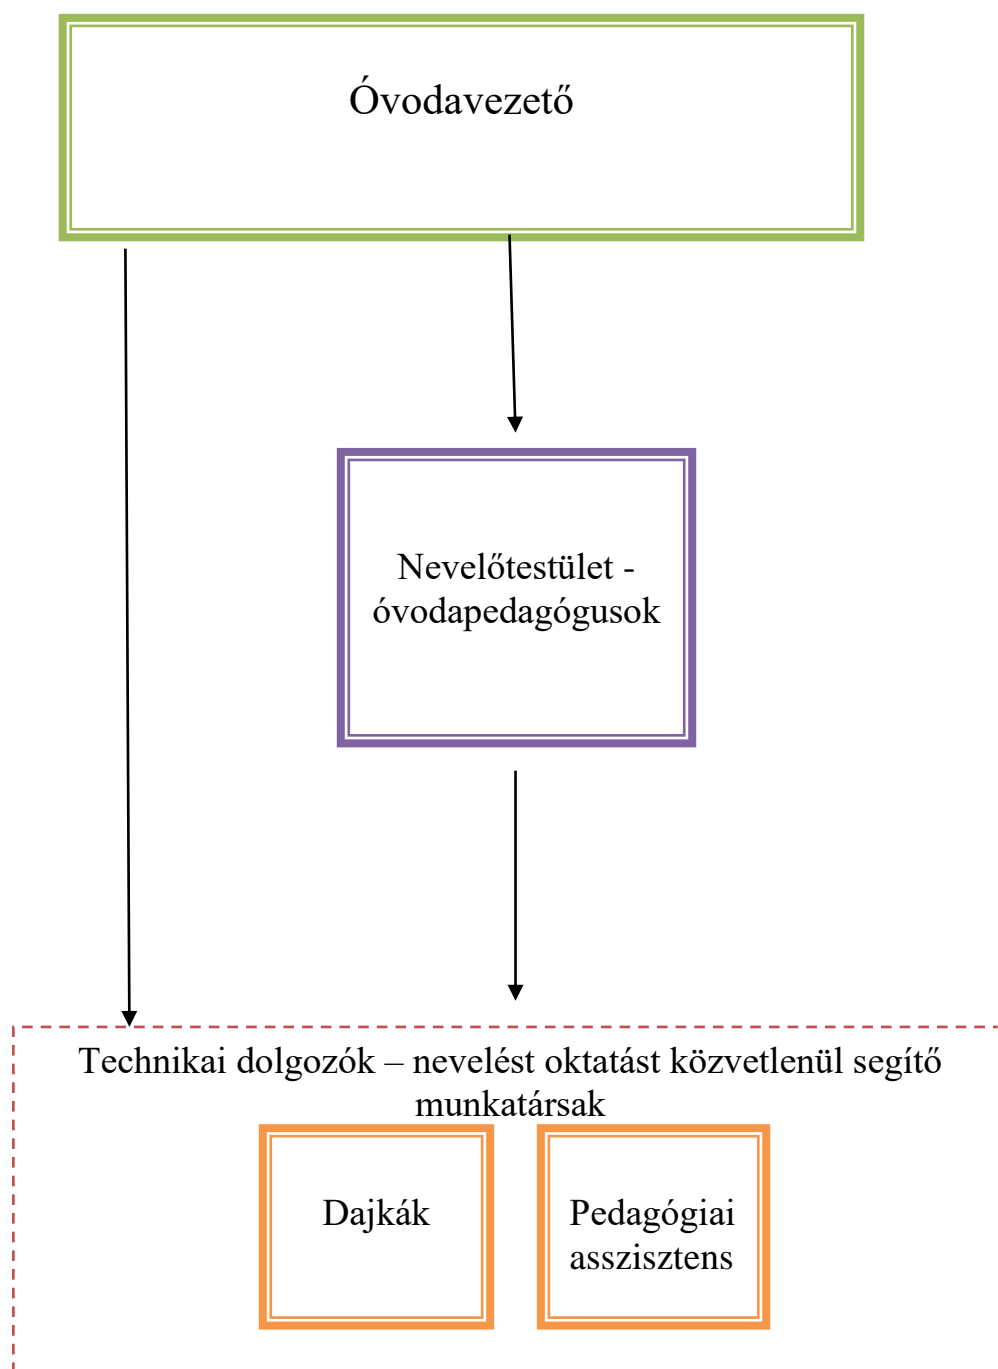 Óvodavezető
Nevelőtestület -
óvodapedagógusok
Technikai dolgozók – nevelést oktatást közvetlenül segítő
munkatársak
Dajkák
Pedagógiai
asszisztens